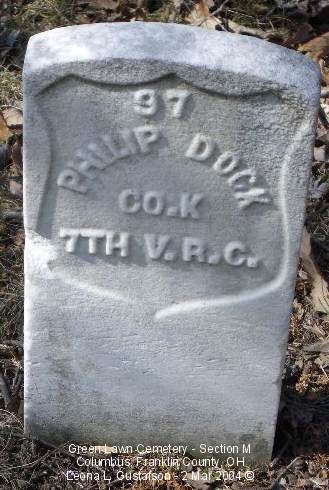 97
PHILIP DOCK
CO. K
7TH V. R. C.
Green Lawn Cemetery - Section M
Columbus, Franklin County, OH
Leona L. Gustafson - 2 Mar 2004 ©